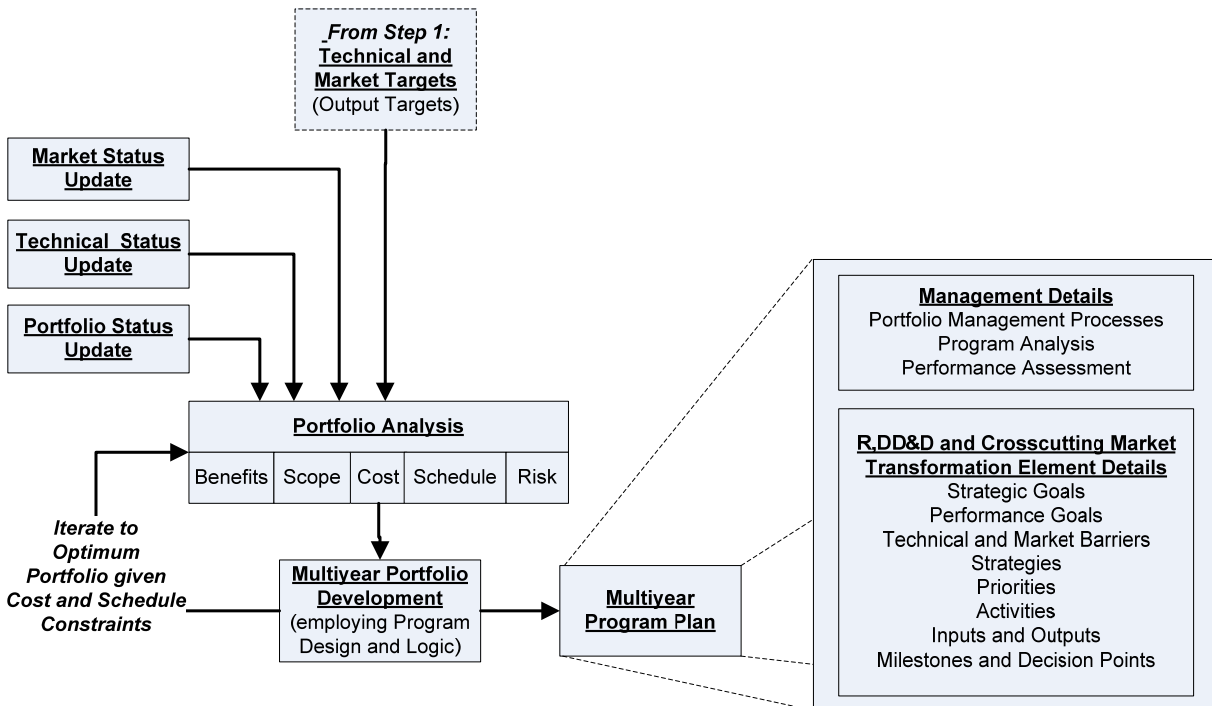 From Step 1:
Technical and
Market Targets
(Output Targets)
Market Status
Update
Technical Status
Update
Portfolio Status
Update
Portfolio Analysis
Benefits
Scope
Cost
Schedule
Risk
Iterate to
Optimum
Portfolio given
Cost and Schedule
Constraints
Multiyear Portfolio
Development
(employing Program
Design and Logic)
Multiyear
Program Plan
Management Details
Portfolio Management Processes
Program Analysis
Performance Assessment
R,DD&D and Crosscutting Market
Transformation Element Details
Strategic Goals
Performance Goals
Technical and Market Barriers
Strategies
Priorities
Activities
Inputs and Outputs
Milestones and Decision Points